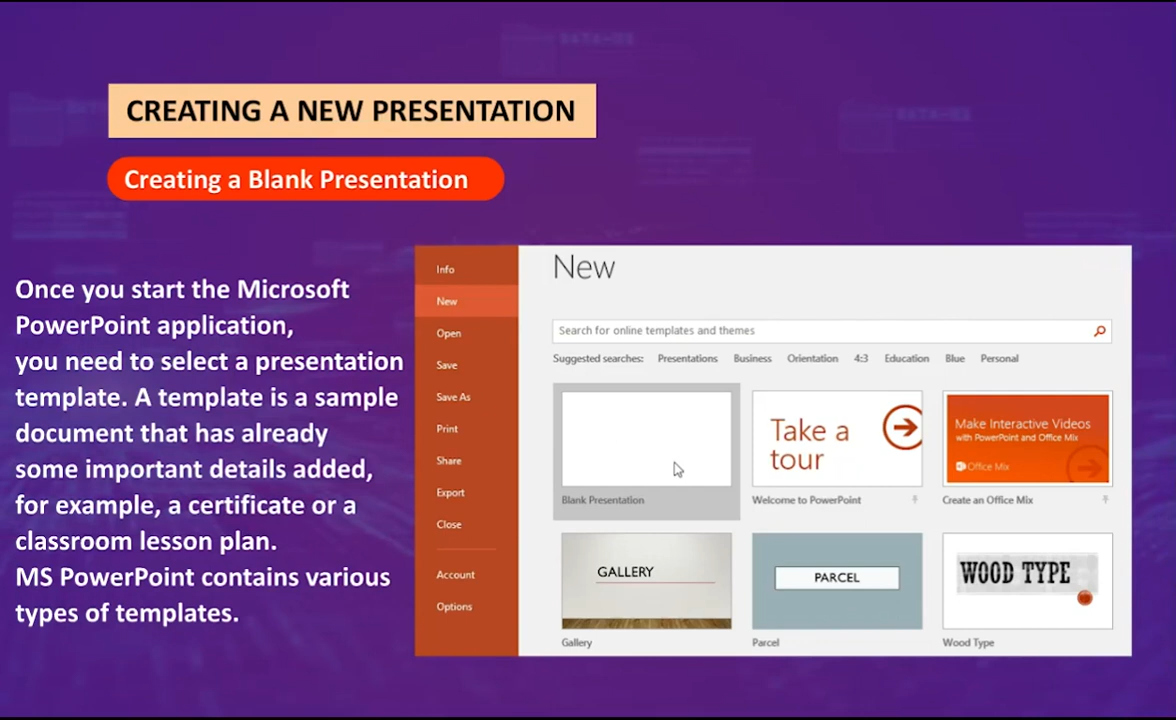 CREATING A NEW PRESENTATION
Creating a Blank Presentation
Once you start the Microsoft
PowerPoint application,
you need to select a presentation
template. A template is a sample
document that has already
some important details added,
for example, a certificate or a
classroom lesson plan.
MS PowerPoint contains various
types of templates.
Info
New
Open
Save
Save As
Print
Share
Export
Close
Account
Options
New
Search for online templates and themes
Suggested searches: Presentations Business Orientation 4:3 Education Blue Personal
Take a
tour
Make Interactive Videos
with PowerPoint and Office Mix
Office Mix
Blank Presentation Welcome to PowerPoint Create an Office Mix
GALLERY PARCEL WOOD TYPE
Gallery Parcel Wood Type